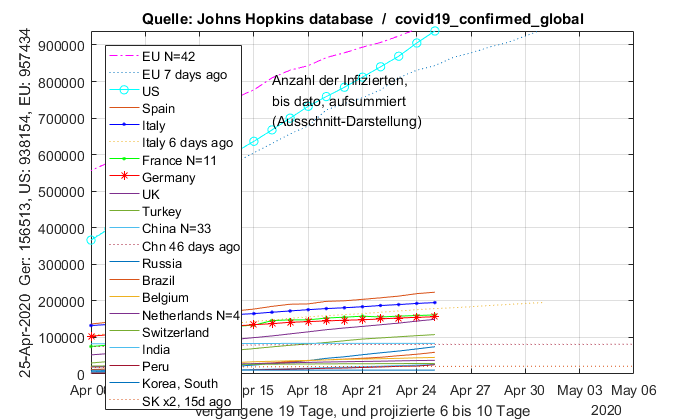 Quelle: Johns Hopkins database / covid19_confirmed_global
25-Apr-2020 Ger: 156513, US: 938154, EU: 957434
900000
800000
700000
600000
500000
400000
300000
200000
100000
0
EU N=42
EU 7 days ago
US
Spain
Italy
Italy 6 days ago
France N=11
Germany
UK
Turkey
China N=33
Chn 46 days ago
Russia
Brazil
Belgium
Netherlands N=4
Switzerland
India
Peru
Korea, South
SK x2, 15d ago
Anzahl der Infizierten,
bis dato, aufsummiert
(Ausschnitt-Darstellung)
Apr 15 Apr 18 Apr 21 Apr 24 Apr 27 Apr 30 May 03 May 06
vergangene 19 Tage, und projizierte 6 bis 10 Tage 2020